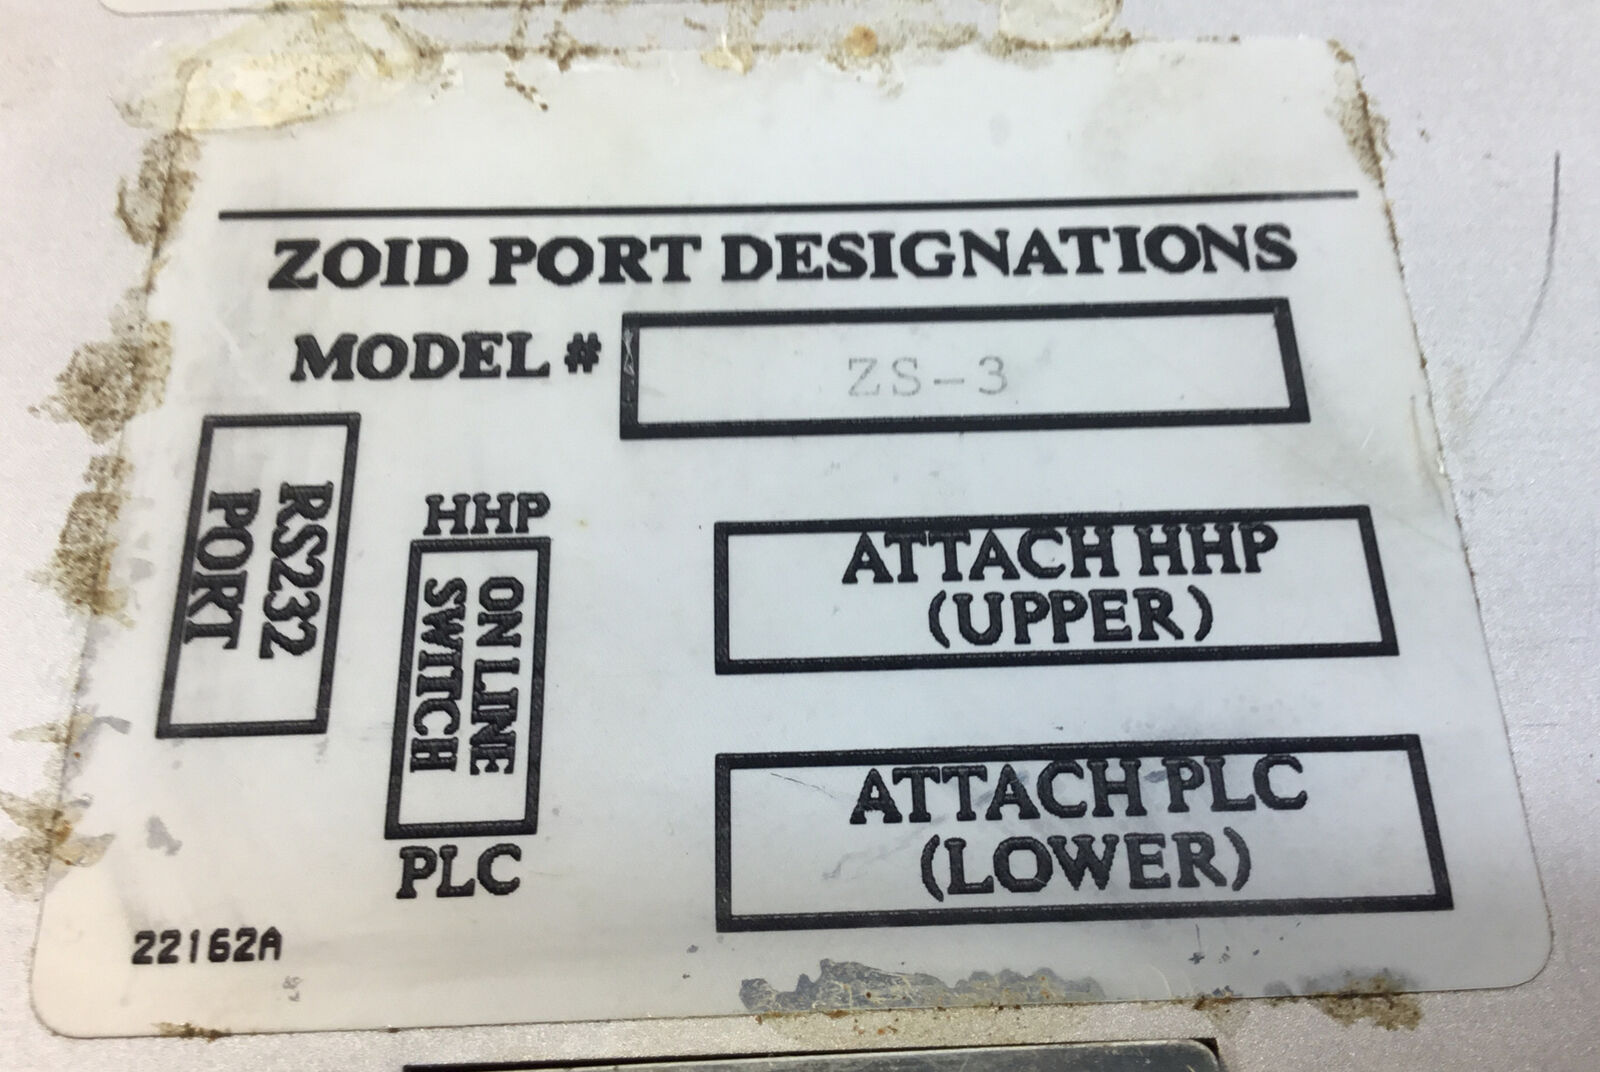 ZOID PORT DESIGNATIONS
MODEL # ZS-3
RS232
PORT
HHP
ON LINE
SWITCH
PLC
ATTACH HHP
(UPPER)
ATTACH PLC
(LOWER)
22162A